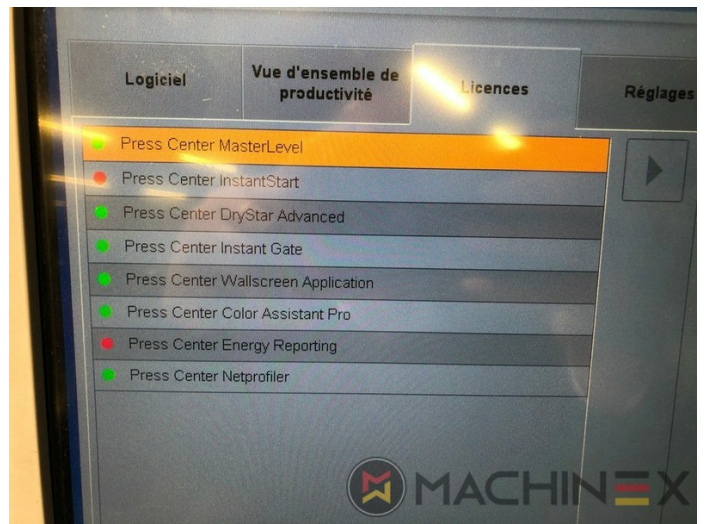 Logiciel
Vue d'ensemble de
productivité
Licences
Réglages
Press Center MasterLevel
Press Center InstantStart
Press Center DryStar Advanced
Press Center Instant Gate
Press Center Wallscreen Application
Press Center Color Assistant Pro
Press Center Energy Reporting
Press Center Netprofiler
MACHINEX